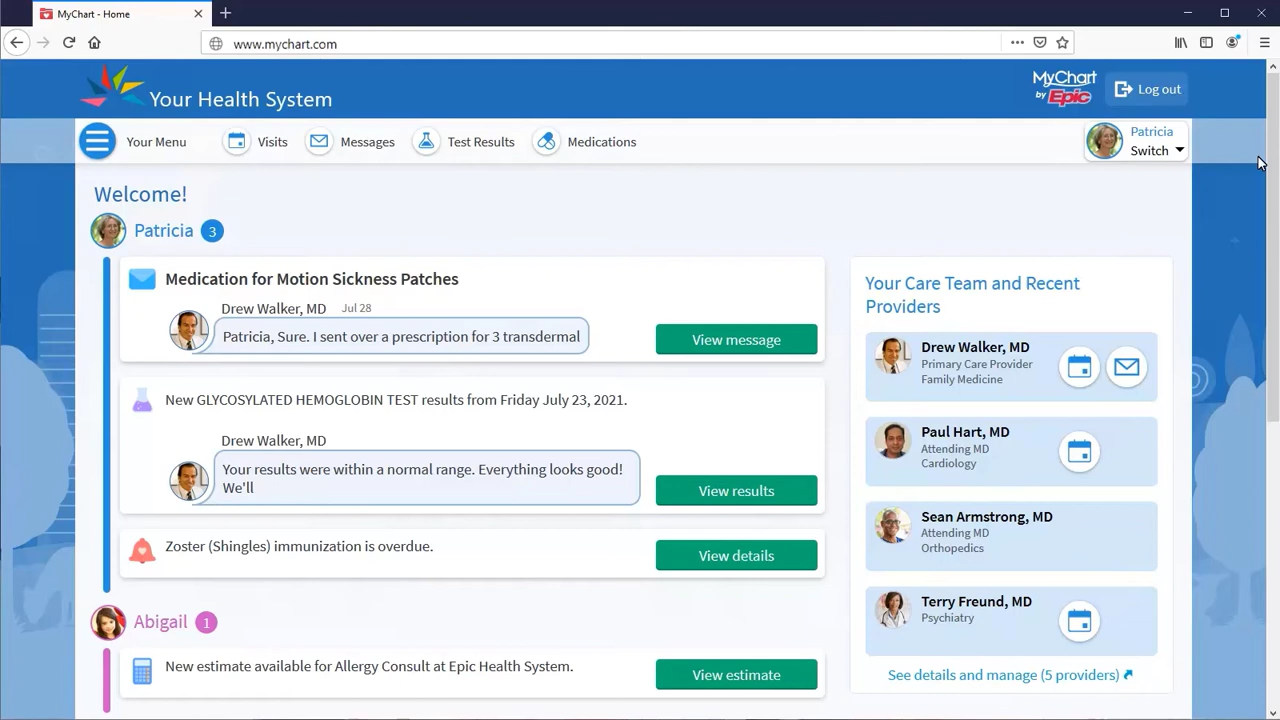 MyChart - Home
www.mychart.com
Your Health System
MyChart by Epic
Log out
Your Menu
Visits
Messages
Test Results
Medications
Patricia
Switch
Welcome!
Patricia 3
Medication for Motion Sickness Patches
Drew Walker, MD Jul 28
Patricia, Sure. I sent over a prescription for 3 transdermal
View message
New GLYCOSYLATED HEMOGLOBIN TEST results from Friday July 23, 2021.
Drew Walker, MD
Your results were within a normal range. Everything looks good!
We'll
View results
Zoster (Shingles) immunization is overdue.
View details
Abigail 1
New estimate available for Allergy Consult at Epic Health System.
View estimate
Your Care Team and Recent
Providers
Drew Walker, MD
Primary Care Provider
Family Medicine
Paul Hart, MD
Attending MD
Cardiology
Sean Armstrong, MD
Attending MD
Orthopedics
Terry Freund, MD
Psychiatry
See details and manage (5 providers)